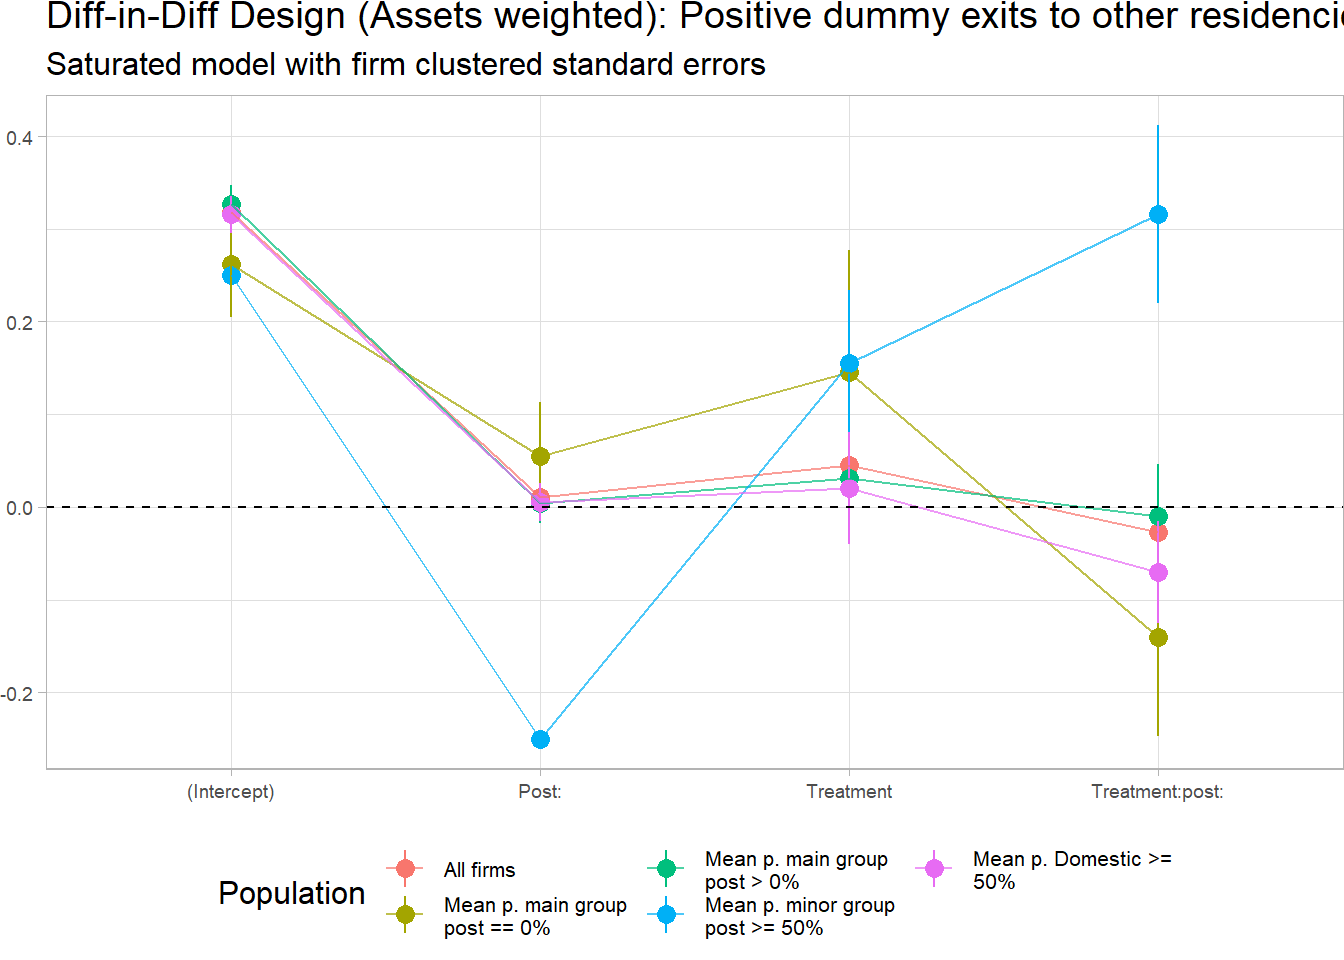 Diff-in-Diff Design (Assets weighted): Positive dummy exits to other
Saturated model with firm clustered standard errors
0.4
0.2
0.0
-0.2
(Intercept) Post: Treatment Treatment:post:
Population
All firms
Mean p. main group
post == 0%
Mean p. main group
post > 0%
Mean p. minor group
post >= 50%
Mean p. Domestic >=
50%